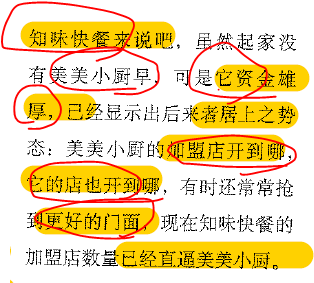 知味快餐来说吧，虽然起家没
有美美小厨早，可是它资金雄
厚，已经显示出后来者居上之势
态：美美小厨的加盟店开到哪，
它的店也开到哪，有时还常常抢
到更好的门面，现在知味快餐的
加盟店数量已经直逼美美小厨。